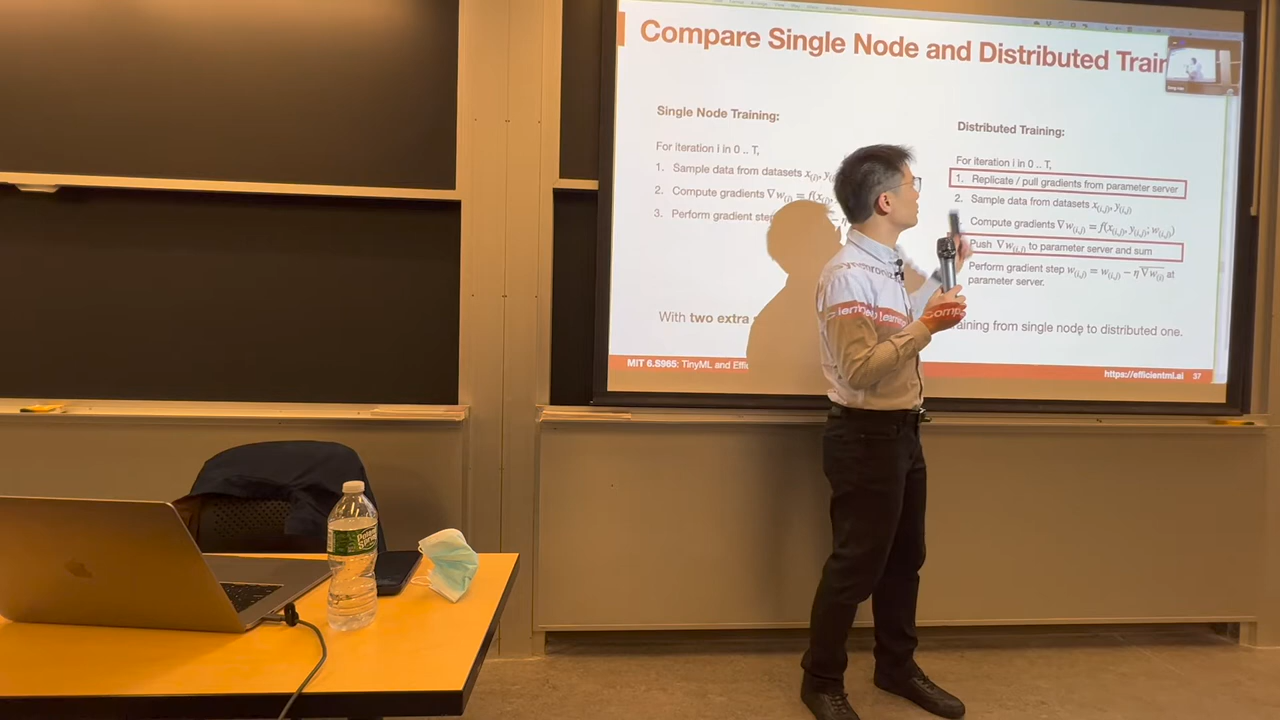 Compare Single Node and Distributed Train
Single Node Training:
For iteration i in 0 .. T,
1. Sample data from datasets x(i), y(i)
2. Compute gradients ∇w(i) = f(x(i),
3. Perform gradient step
Distributed Training:
For iteration i in 0 .. T,
1. Replicate / pull gradients from parameter server
2. Sample data from datasets x(i,j), y(i,j)
Compute gradients ∇w(i,j) = f(x(i,j), y(i,j); w(i,j))
Push ∇w(i,j) to parameter server and sum
Perform gradient step w(i,j) = w(i,j) − η∇w(i) at
parameter server.
With two extra
training from single node to distributed one.
MIT 6.S965: TinyML and Effi
https://efficientml.ai 37
Poland
Spring